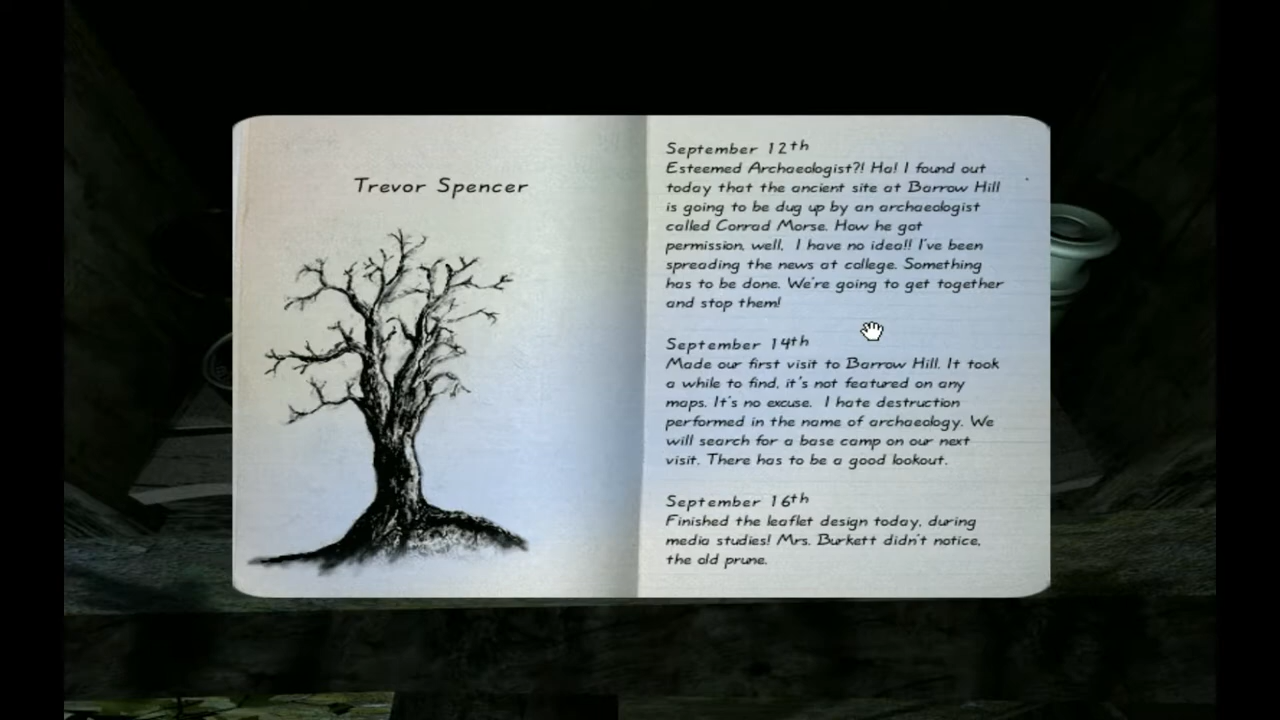 Trevor Spencer
September 12th
Esteemed Archaeologist?! Ha! I found out
today that the ancient site at Barrow Hill
is going to be dug up by an archaeologist
called Conrad Morse. How he got
permission, well, I have no idea!! I've been
spreading the news at college. Something
has to be done. We're going to get together
and stop them!
September 14th
Made our first visit to Barrow Hill. It took
a while to find, it's not featured on any
maps. It's no excuse. I hate destruction
performed in the name of archaeology. We
will search for a base camp on our next
visit. There has to be a good lookout.
September 16th
Finished the leaflet design today, during
media studies! Mrs. Burkett didn't notice,
the old prune.